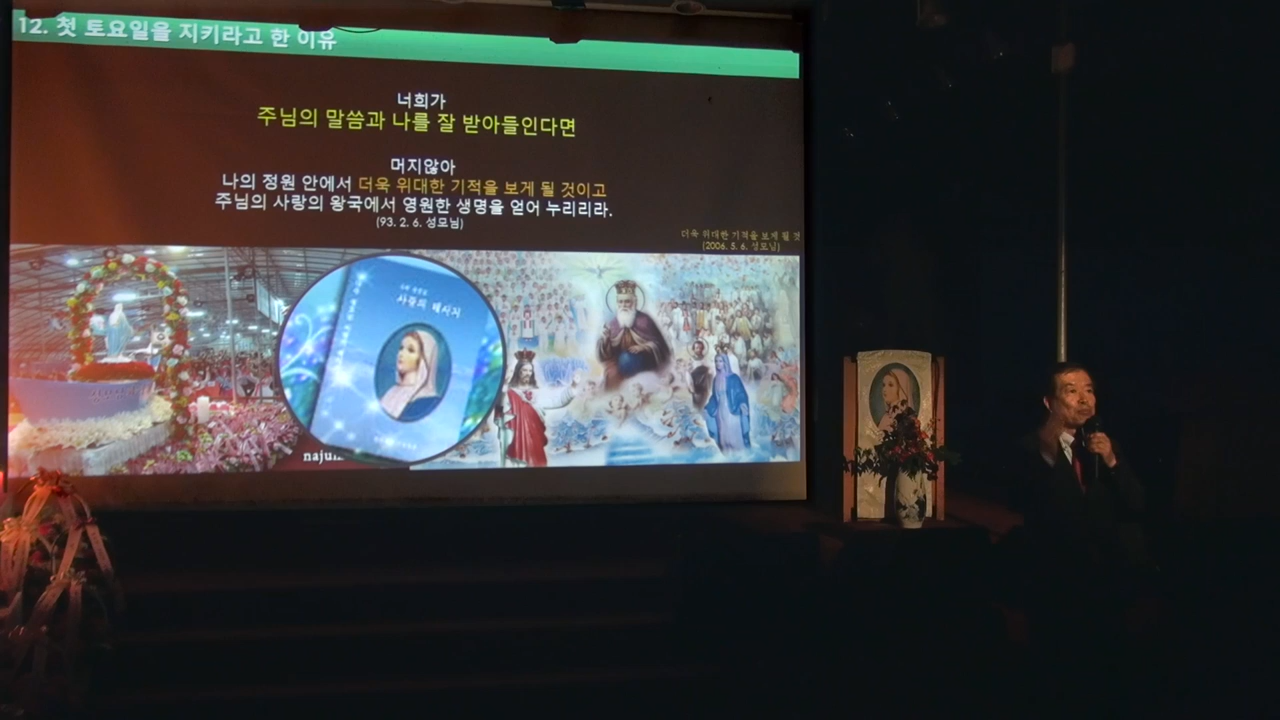 12. 첫 토요일을 지키라고 한 이유
너희가
주님의 말씀과 나를 잘 받아들인다면
머지않아
나의 정원 안에서 더욱 위대한 기적을 보게 될 것이고
주님의 사랑의 왕국에서 영원한 생명을 얻어 누리리라.
(93. 2. 6. 성모님)
더욱 위대한 기적을 보게 될 것
(2006. 5. 6. 성모님)
사랑의 메시지
naju